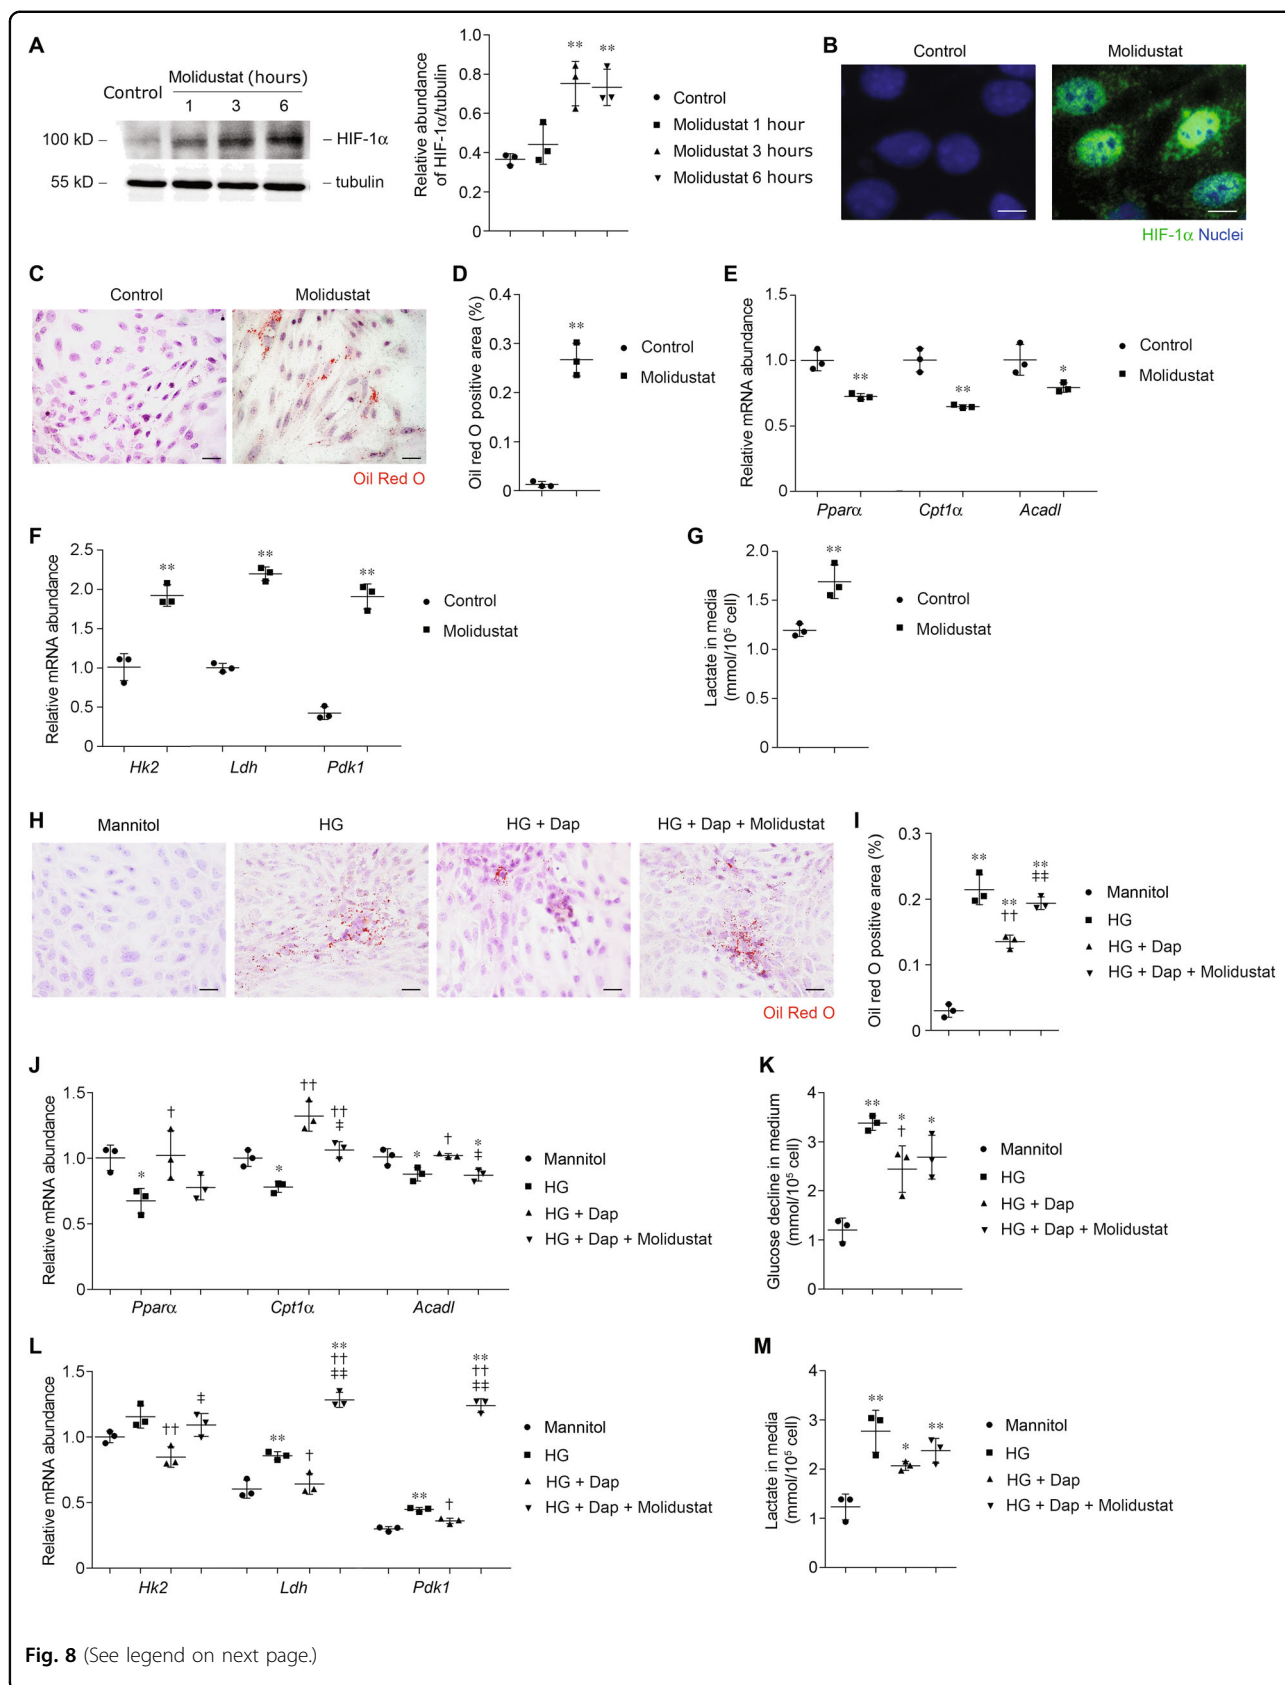 A
Control
Molidustat (hours)
1 3 6
100 kD –
– HIF-1α
55 kD –
– tubulin
Relative abundance
of HIF-1α/tubulin
1.0
0.8
0.6
0.4
0.2
0
** **
Control
Molidustat 1 hour
Molidustat 3 hours
Molidustat 6 hours
B
Control Molidustat
HIF-1α Nuclei
C
Control Molidustat
Oil Red O
D
Oil red O positive area (%)
0.4
0.3
0.2
0.1
0
**
Control
Molidustat
E
Relative mRNA abundance
1.5
1.0
0.5
0
** ** *
Pparα Cpt1α Acadl
Control
Molidustat
F
Relative mRNA abundance
2.5
2.0
1.5
1.0
0.5
0
** ** **
Hk2 Ldh Pdk1
Control
Molidustat
G
Lactate in media
(mmol/10⁵ cell)
2.0
1.5
1.0
0.5
0
**
Control
Molidustat
H
Mannitol HG HG + Dap HG + Dap + Molidustat
Oil Red O
I
Oil red O positive area (%)
0.3
0.2
0.1
0
**
**
††
**
‡‡
Mannitol
HG
HG + Dap
HG + Dap + Molidustat
J
Relative mRNA abundance
1.5
1.0
0.5
0
* †
* †† ††
‡
* † *
‡
Pparα Cpt1α Acadl
Mannitol
HG
HG + Dap
HG + Dap + Molidustat
K
Glucose decline in medium
(mmol/10⁵ cell)
4
3
2
1
0
**
*
†
*
Mannitol
HG
HG + Dap
HG + Dap + Molidustat
L
Relative mRNA abundance
1.5
1.0
0.5
0
†† ‡
** † **
††
‡‡
** † **
††
‡‡
Hk2 Ldh Pdk1
Mannitol
HG
HG + Dap
HG + Dap + Molidustat
M
Lactate in media
(mmol/10⁵ cell)
4
3
2
1
0
** * **
Mannitol
HG
HG + Dap
HG + Dap + Molidustat
Fig. 8 (See legend on next page.)